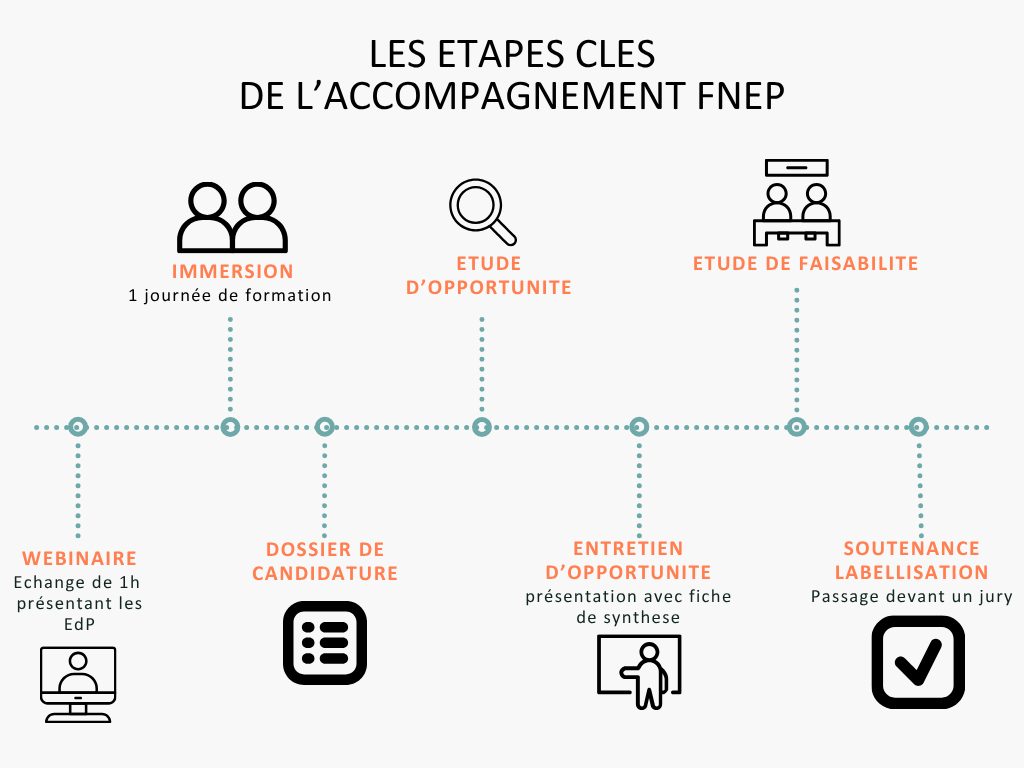 LES ETAPES CLES
DE L’ACCOMPAGNEMENT FNEP
WEBINAIRE
Echange de 1h
présentant les
EdP
IMMERSION
1 journée de formation
DOSSIER DE
CANDIDATURE
ETUDE
D’OPPORTUNITE
ENTRETIEN
D’OPPORTUNITE
présentation avec fiche
de synthese
ETUDE DE FAISABILITE
SOUTENANCE
LABELLISATION
Passage devant un jury